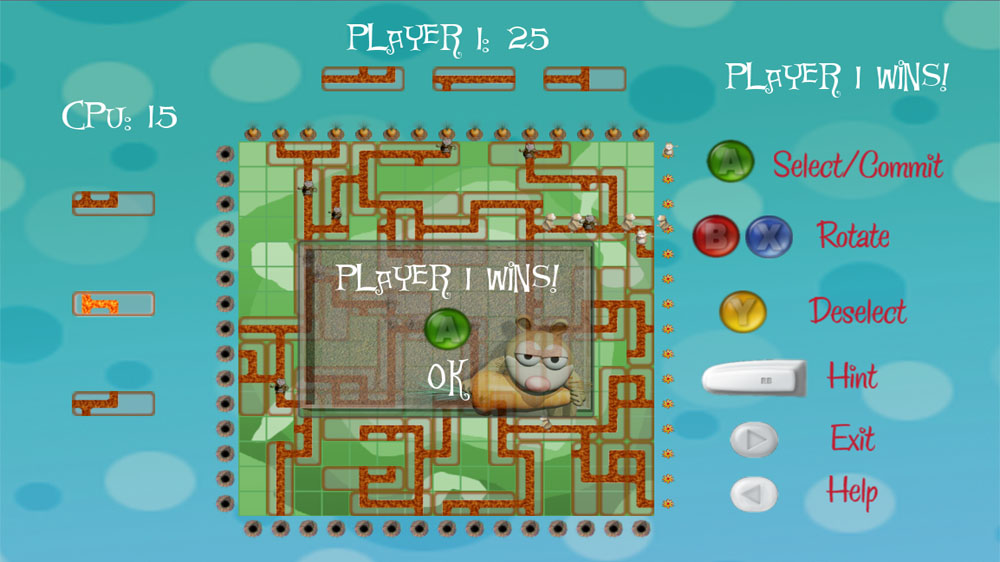 PLAYER 1: 25
PLAYER 1 WINS!
CPU: 15
A Select/Commit
B X Rotate
Y Deselect
RB Hint
Exit
Help
PLAYER 1 WINS!
A
OK